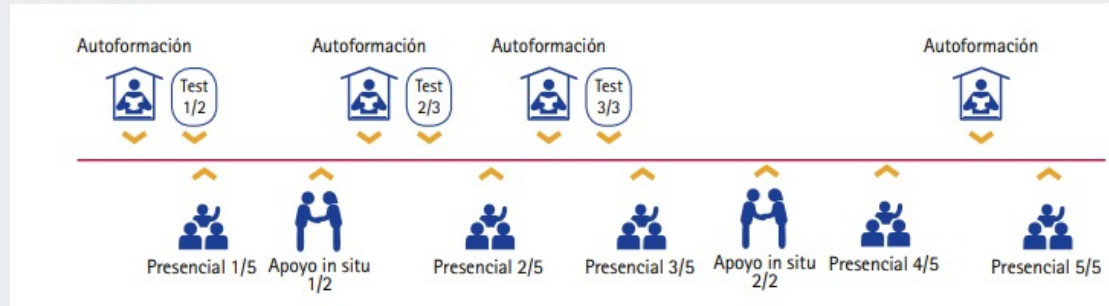 Autoformación
Autoformación
Autoformación
Autoformación
Test
1/2
Test
2/3
Test
3/3
Presencial 1/5
Apoyo in situ
1/2
Presencial 2/5
Presencial 3/5
Apoyo in situ
2/2
Presencial 4/5
Presencial 5/5